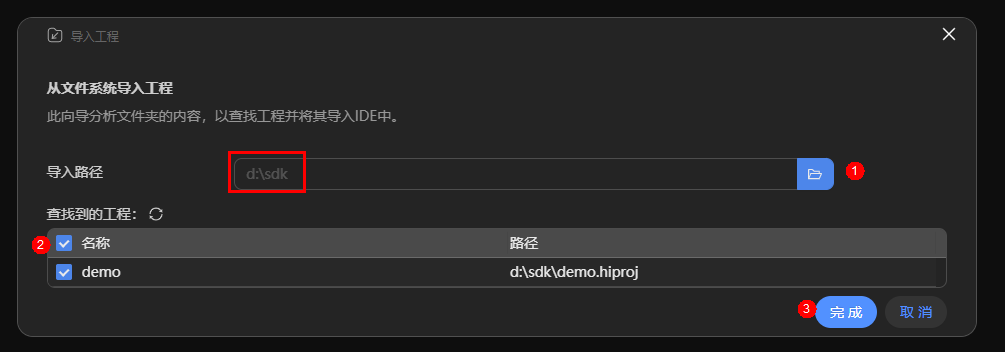 导入工程
从文件系统导入工程
此向导分析文件夹的内容，以查找工程并将其导入IDE中。
导入路径 d:\sdk 1
查找到的工程：
2 名称 路径
demo d:\sdk\demo.hiproj
3 完成 取消